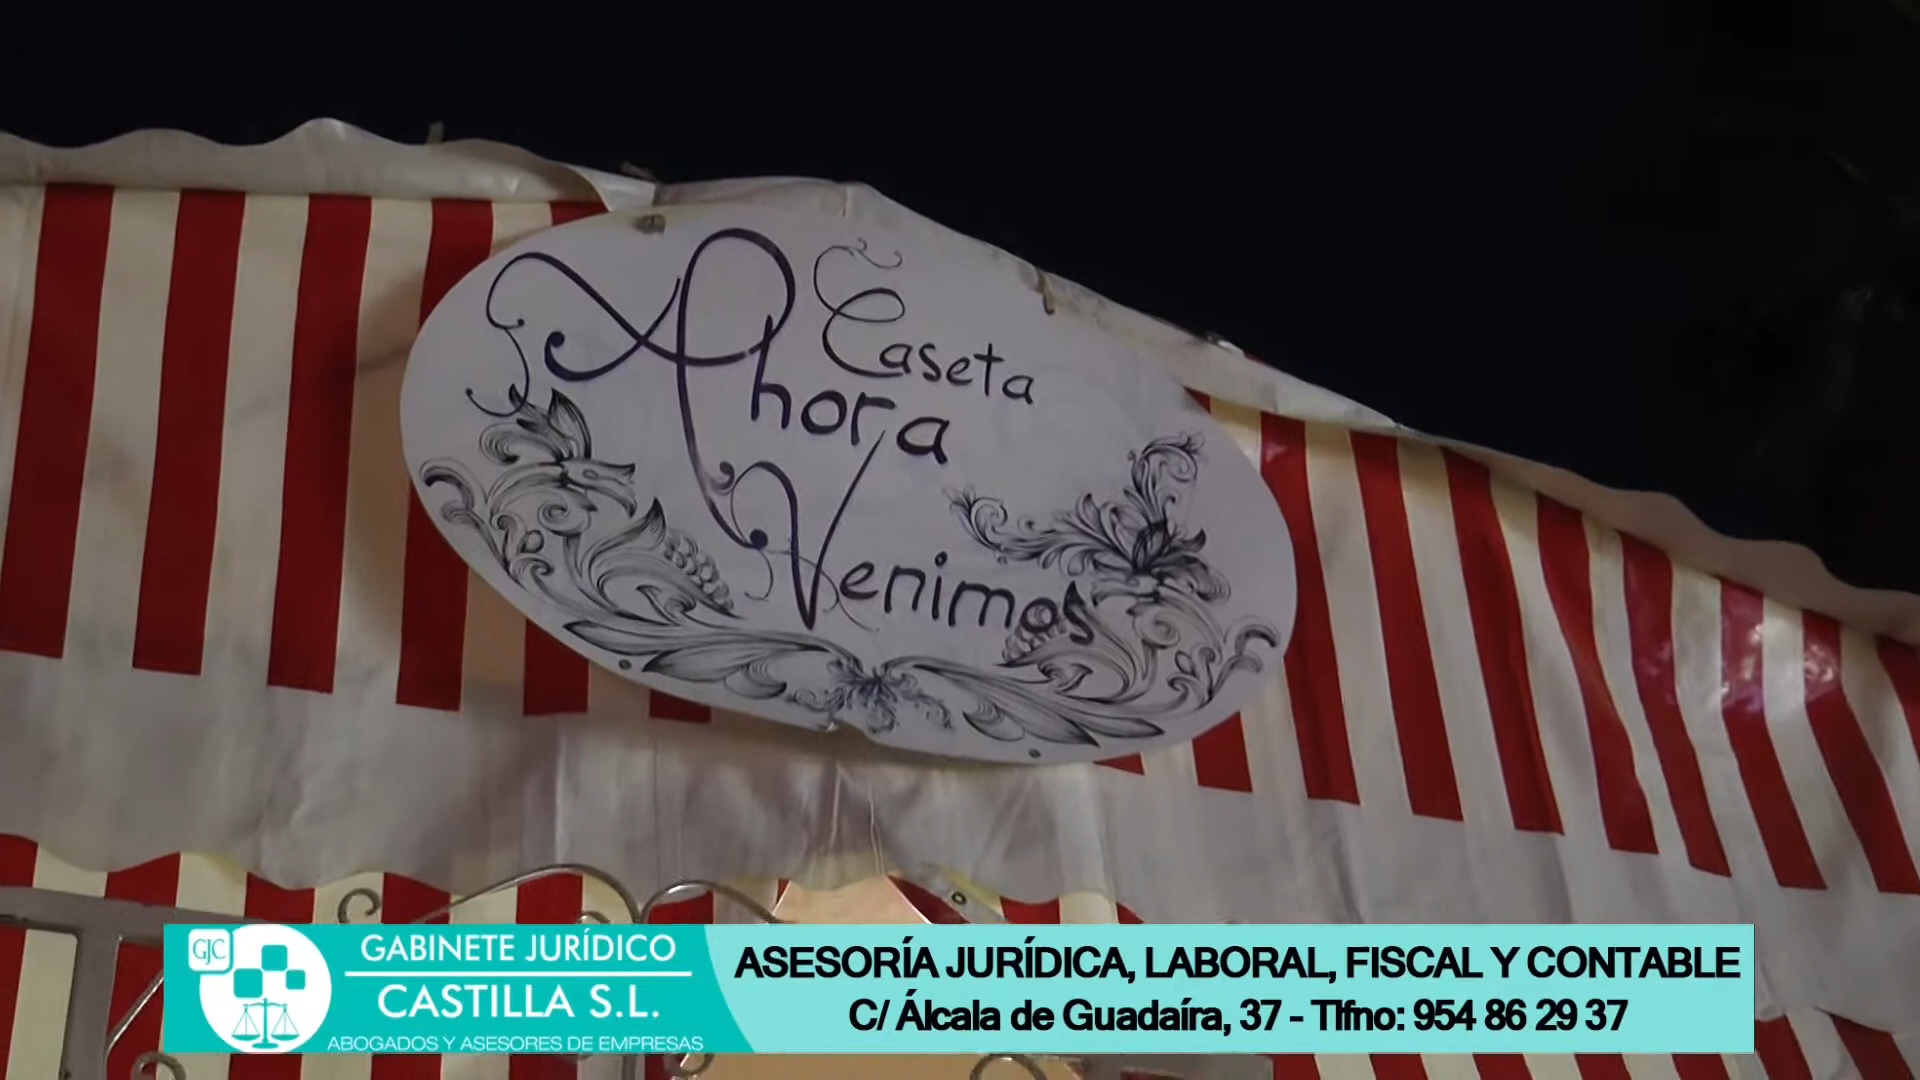 Caseta
Ahora
Venimos
GJC
GABINETE JURÍDICO
CASTILLA S.L.
ABOGADOS Y ASESORES DE EMPRESAS
ASESORÍA JURÍDICA, LABORAL, FISCAL Y CONTABLE
C/ Álcala de Guadaíra, 37 - Tlfno: 954 86 29 37